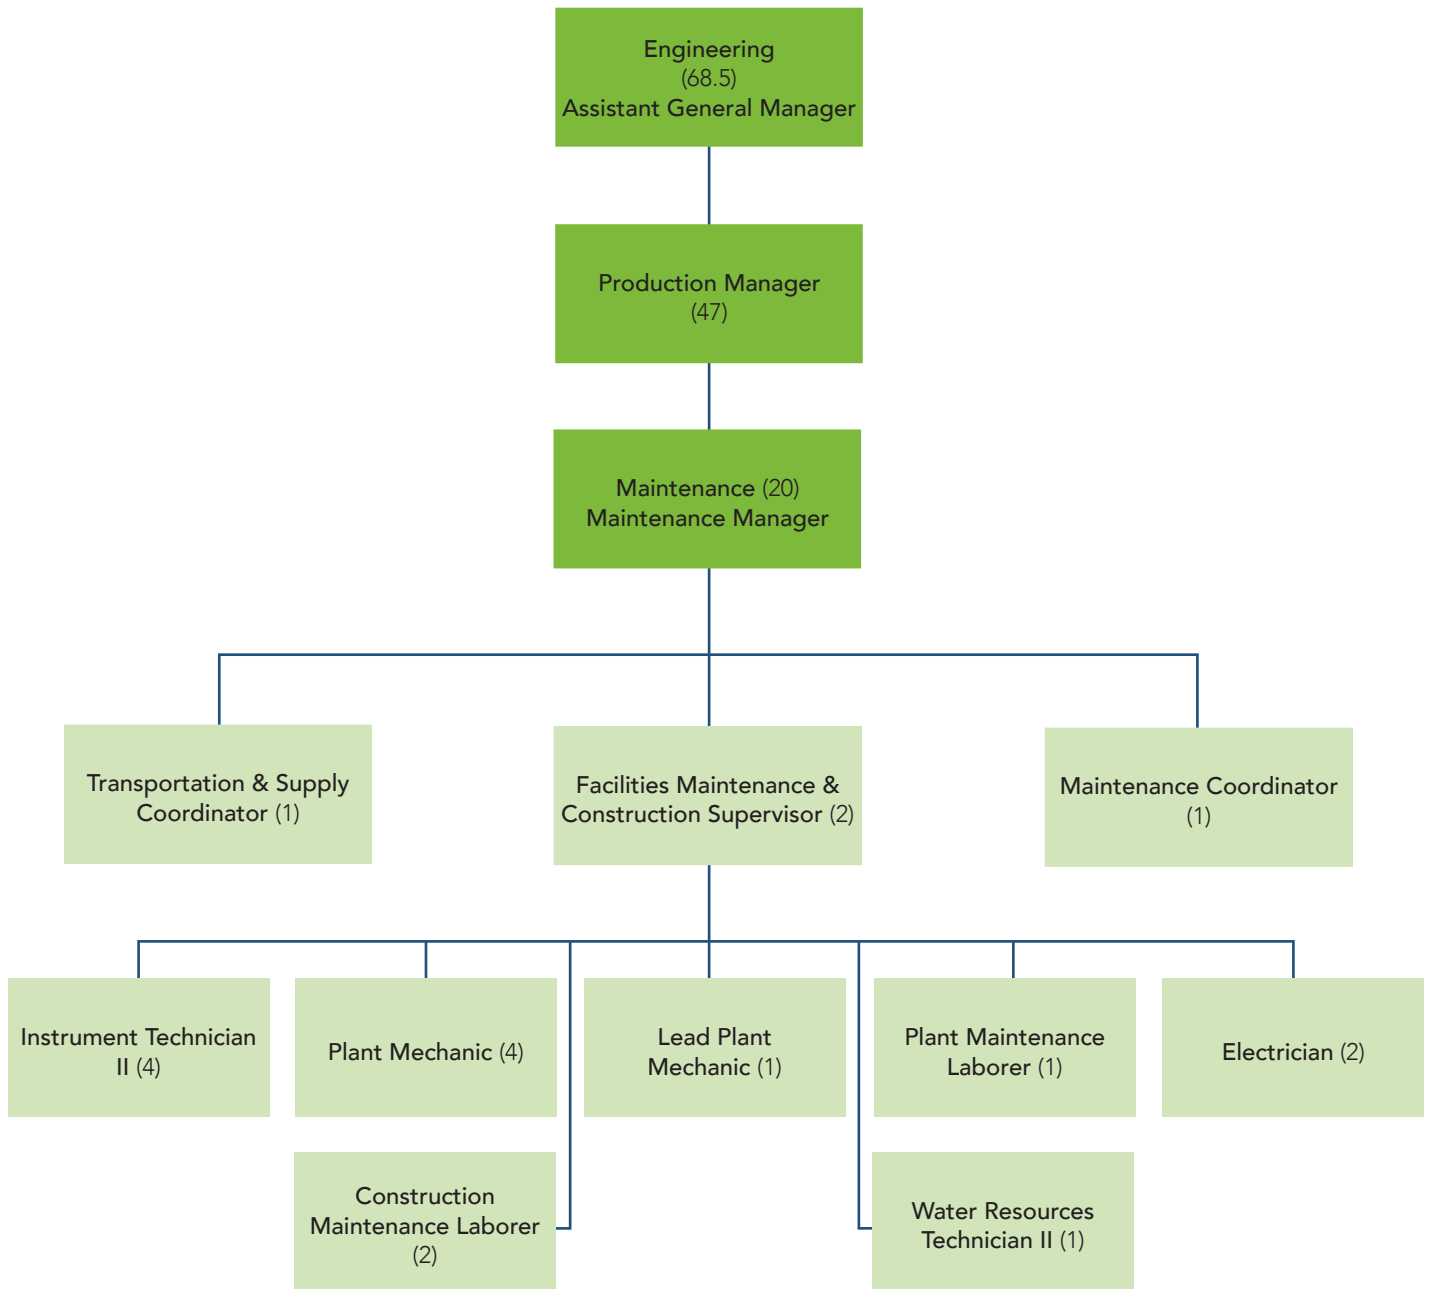 Engineering
(68.5)
Assistant General Manager
Production Manager
(47)
Maintenance (20)
Maintenance Manager
Transportation & Supply
Coordinator (1)
Facilities Maintenance &
Construction Supervisor (2)
Maintenance Coordinator
(1)
Instrument Technician
II (4)
Plant Mechanic (4)
Lead Plant
Mechanic (1)
Plant Maintenance
Laborer (1)
Electrician (2)
Construction
Maintenance Laborer
(2)
Water Resources
Technician II (1)